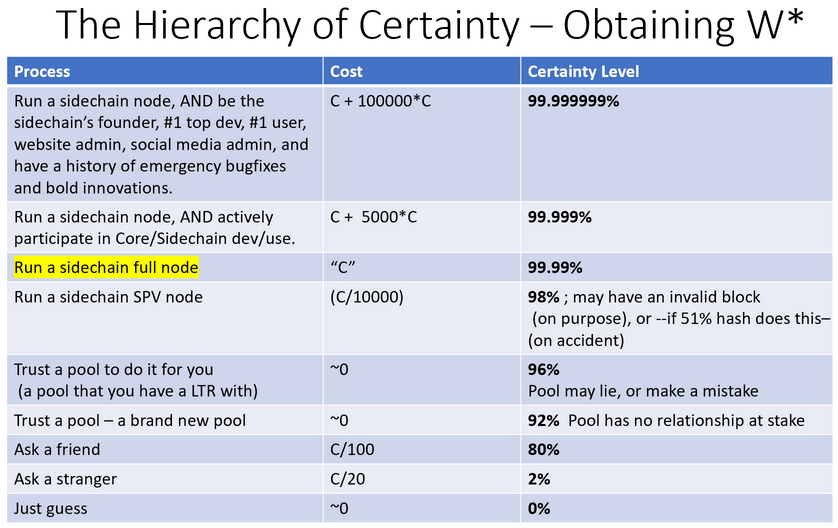 The Hierarchy of Certainty – Obtaining W*
Process Cost Certainty Level
Run a sidechain node, AND be the C + 100000*C 99.999999%
sidechain's founder, #1 top dev, #1 user,
website admin, social media admin, and
have a history of emergency bugfixes
and bold innovations.
Run a sidechain node, AND actively C + 5000*C 99.999%
participate in Core/Sidechain dev/use.
Run a sidechain full node “C” 99.99%
Run a sidechain SPV node (C/10000) 98% ; may have an invalid block
(on purpose), or --if 51% hash does this–
(on accident)
Trust a pool to do it for you ~0 96%
(a pool that you have a LTR with) Pool may lie, or make a mistake
Trust a pool – a brand new pool ~0 92% Pool has no relationship at stake
Ask a friend C/100 80%
Ask a stranger C/20 2%
Just guess ~0 0%